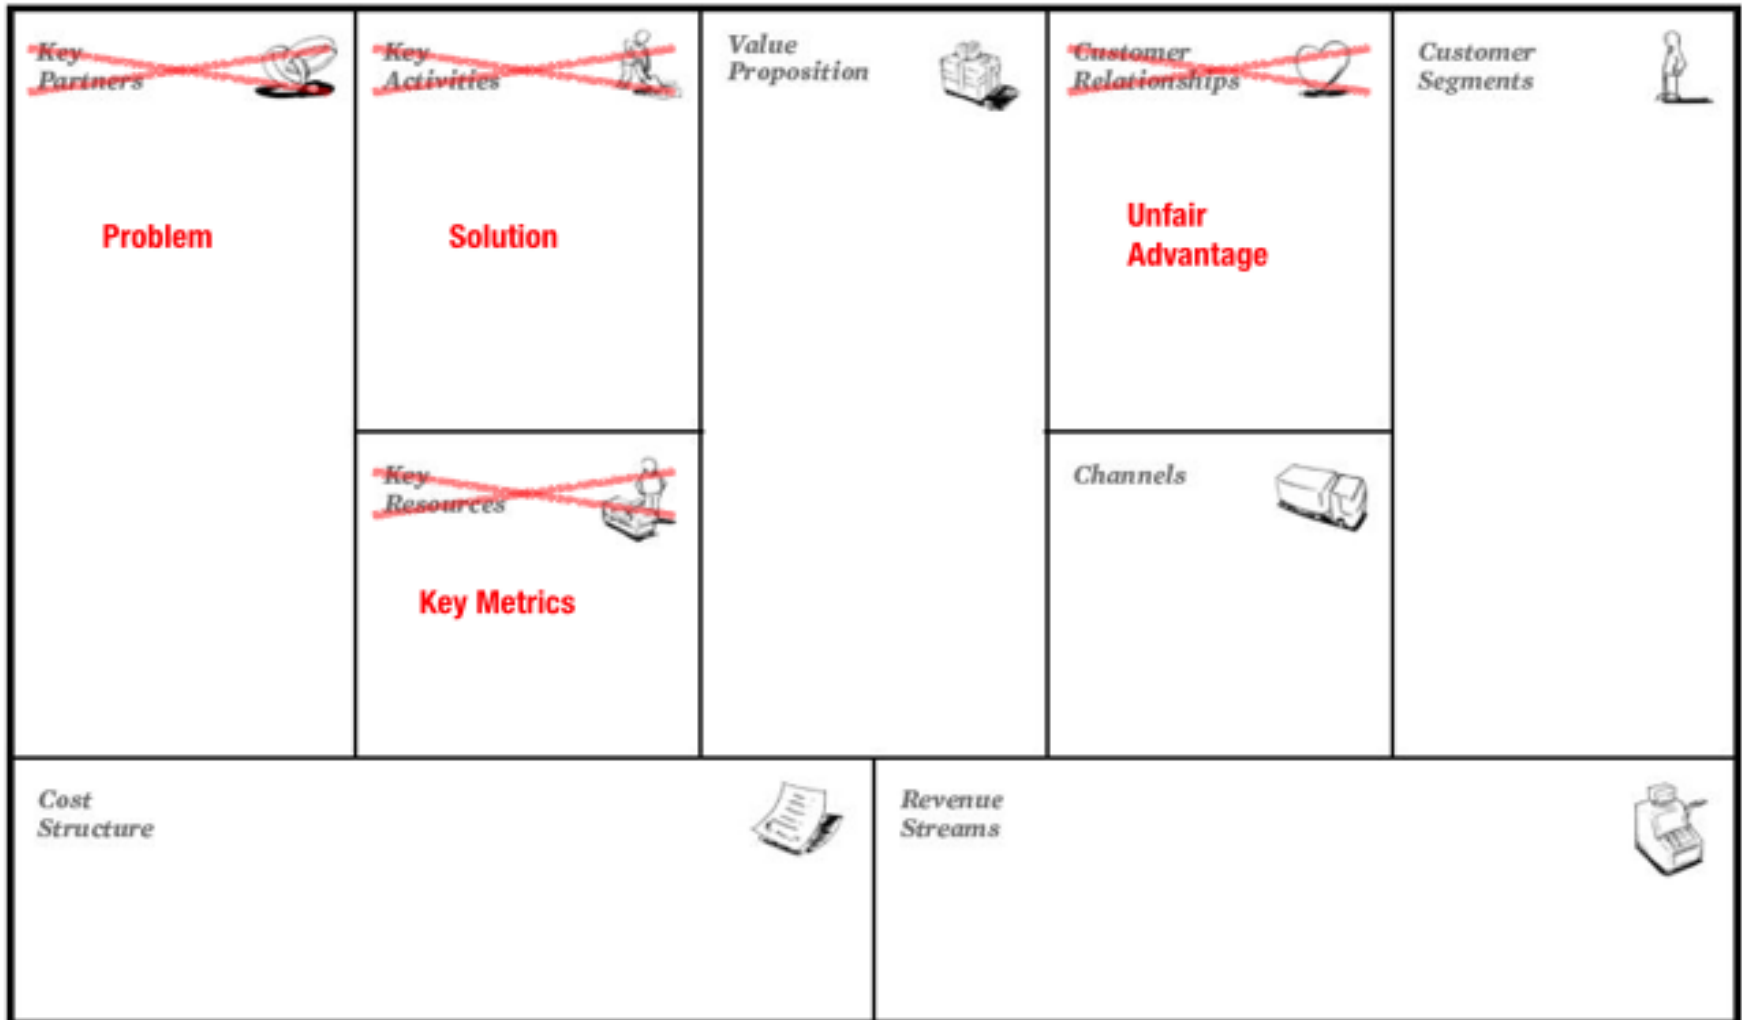 Key
Partners
Problem
Key
Activities
Solution
Key
Resources
Key Metrics
Value
Proposition
Customer
Relationships
Unfair
Advantage
Channels
Customer
Segments
Cost
Structure
Revenue
Streams